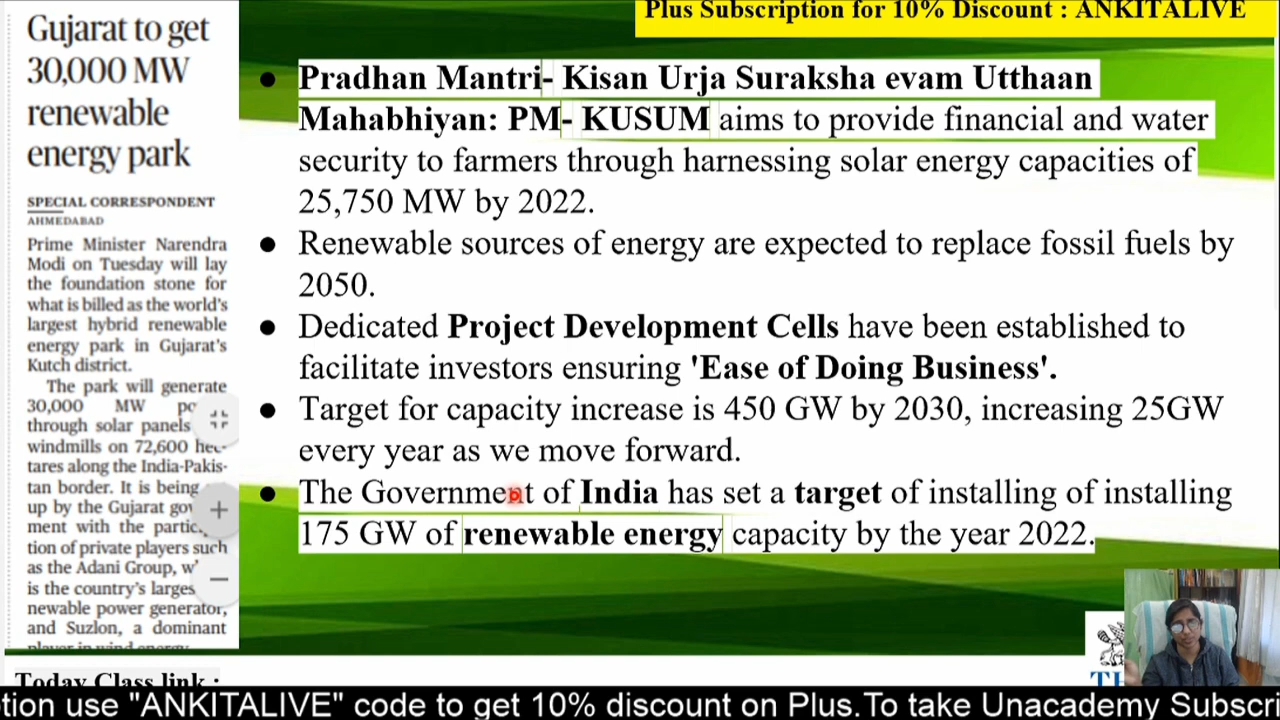 Plus Subscription for 10% Discount : ANKITALIVE
Gujarat to get
30,000 MW
renewable
energy park
SPECIAL CORRESPONDENT
AHMEDABAD
Prime Minister Narendra
Modi on Tuesday will lay
the foundation stone for
what is billed as the world's
largest hybrid renewable
energy park in Gujarat's
Kutch district.
The park will generate
30,000 MW
through solar panels
windmills on 72,600 hec-
tares along the India-Pakis-
tan border. It is being
up by the Gujarat gov
ment with the partic
tion of private players such
as the Adani Group, w
is the country's larges
newable power generator,
and Suzlon, a dominant
player in wind energy.
● Pradhan Mantri- Kisan Urja Suraksha evam Utthaan
Mahabhiyan: PM- KUSUM aims to provide financial and water
security to farmers through harnessing solar energy capacities of
25,750 MW by 2022.
● Renewable sources of energy are expected to replace fossil fuels by
2050.
● Dedicated Project Development Cells have been established to
facilitate investors ensuring 'Ease of Doing Business'.
● Target for capacity increase is 450 GW by 2030, increasing 25GW
every year as we move forward.
● The Government of India has set a target of installing of installing
175 GW of renewable energy capacity by the year 2022.
Today Class link :
TH
tion use "ANKITALIVE" code to get 10% discount on Plus.To take Unacademy Subscri